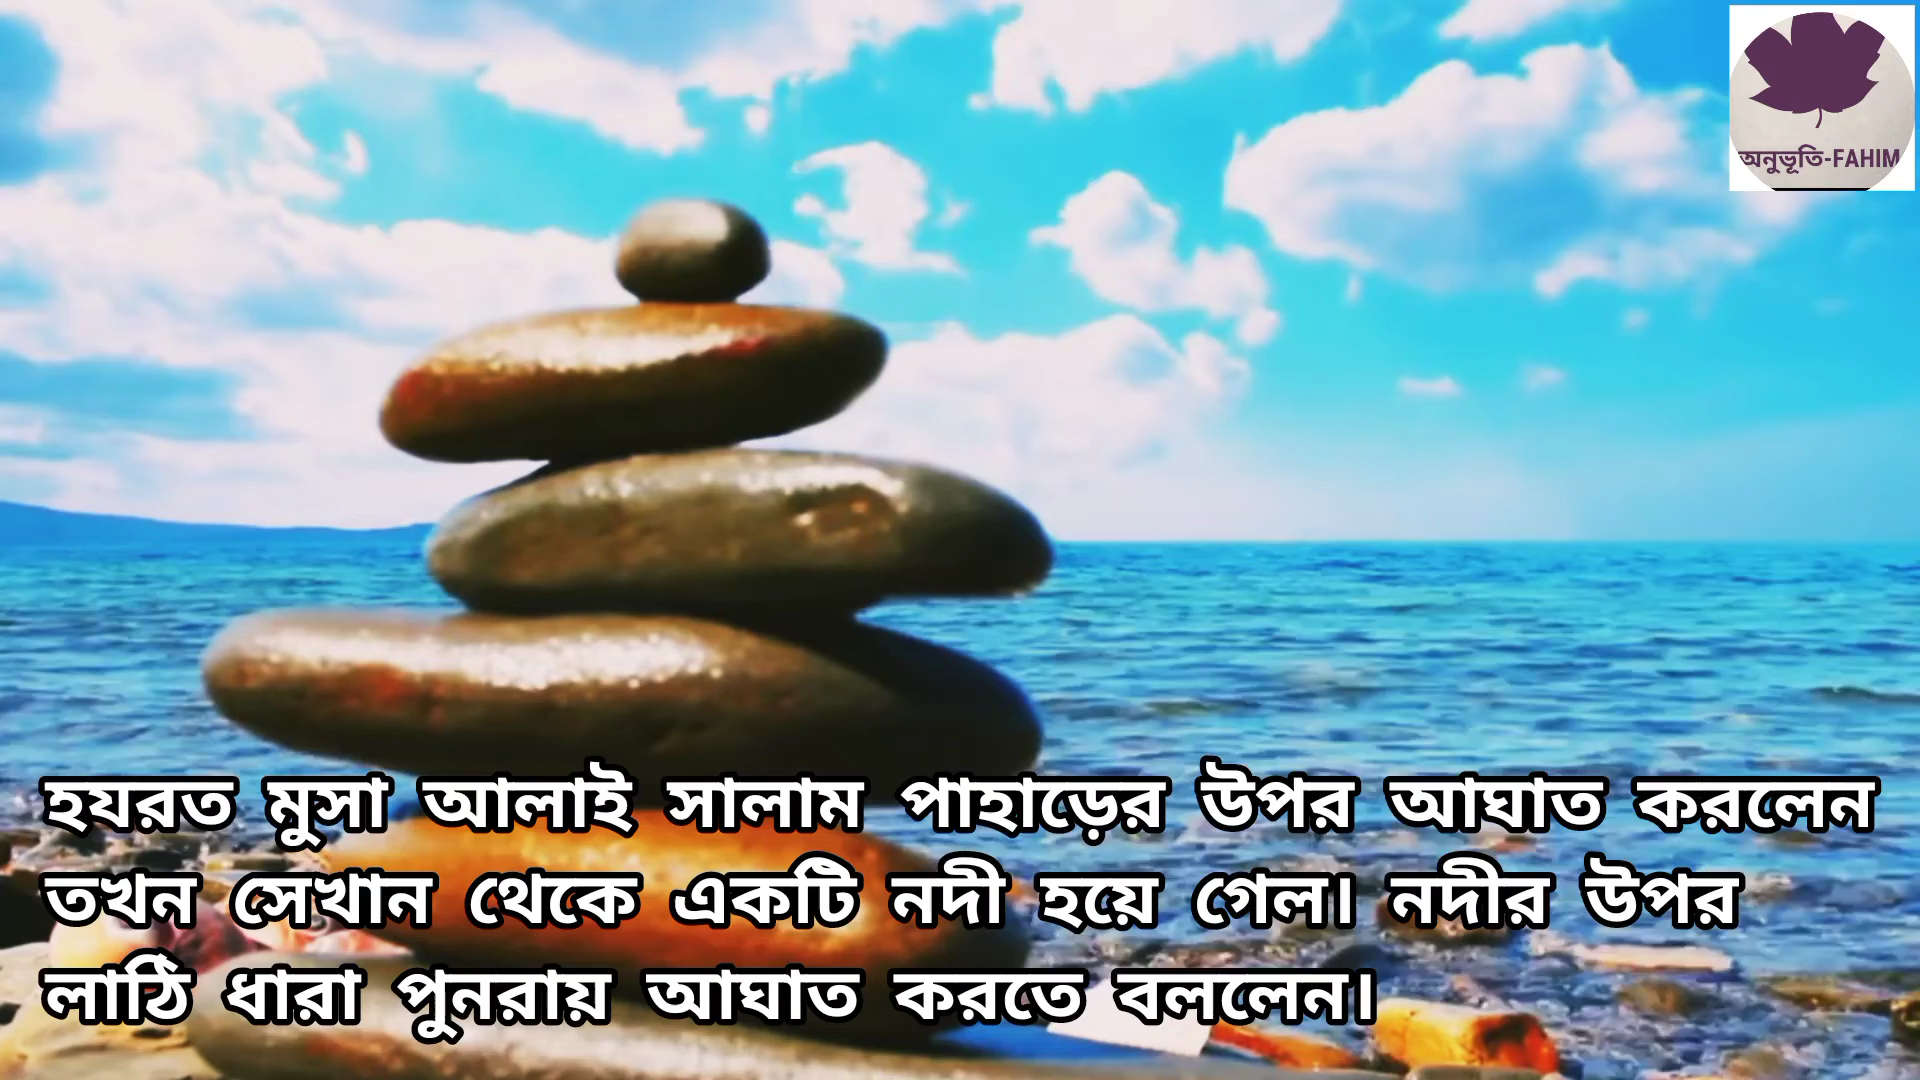 অনুভূতি-FAHIM
হযরত মুসা আলাই সালাম পাহাড়ের উপর আঘাত করলেন
তখন সেখান থেকে একটি নদী হয়ে গেল। নদীর উপর
লাঠি ধারা পুনরায় আঘাত করতে বললেন।